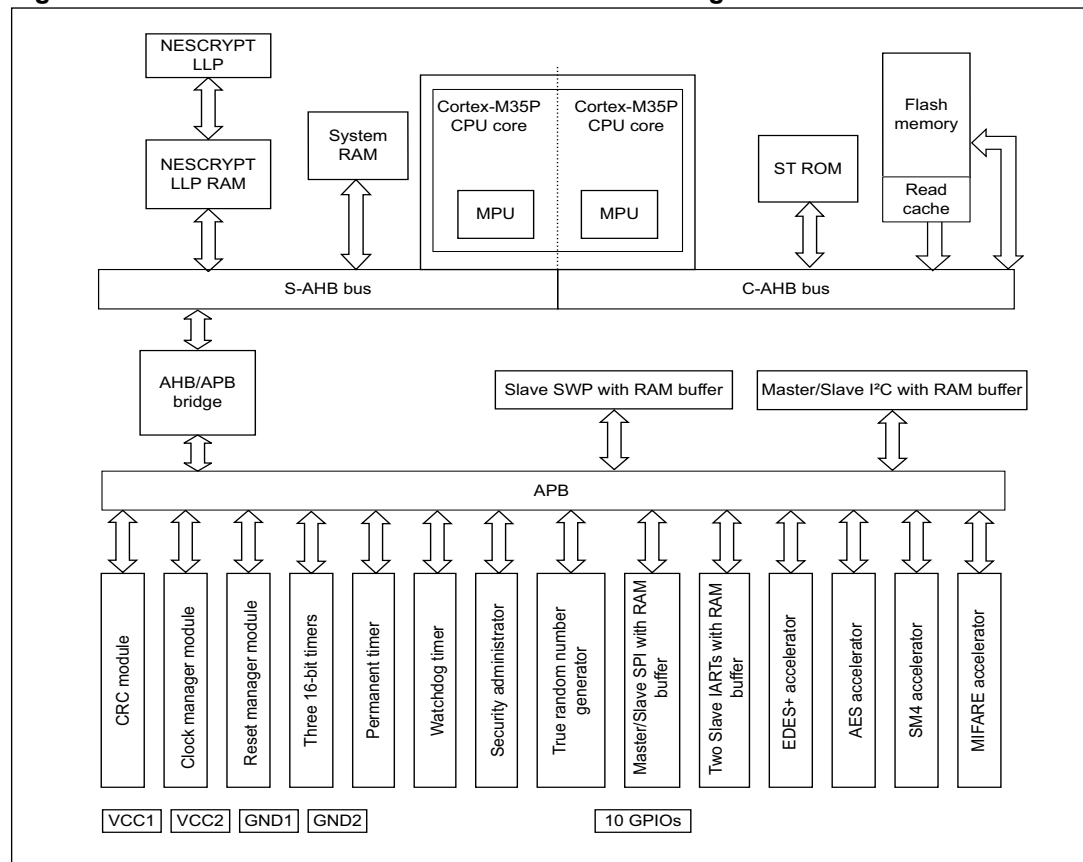 NESCRYPT
LLP
NESCRYPT
LLP RAM
System
RAM
Cortex-M35P
CPU core
MPU
Cortex-M35P
CPU core
MPU
ST ROM
Flash
memory
Read
cache
S-AHB bus
C-AHB bus
AHB/APB
bridge
Slave SWP with RAM buffer
Master/Slave I²C with RAM buffer
APB
CRC module
Clock manager module
Reset manager module
Three 16-bit timers
Permanent timer
Watchdog timer
Security administrator
True random number
generator
Master/Slave SPI with RAM
buffer
Two Slave IARTs with RAM
buffer
EDES+ accelerator
AES accelerator
SM4 accelerator
MIFARE accelerator
VCC1
VCC2
GND1
GND2
10 GPIOs